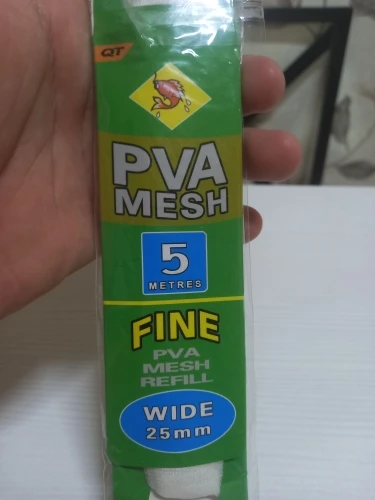 QT
PVA
MESH
5
METRES
FINE
PVA
MESH
REFILL
WIDE
25mm